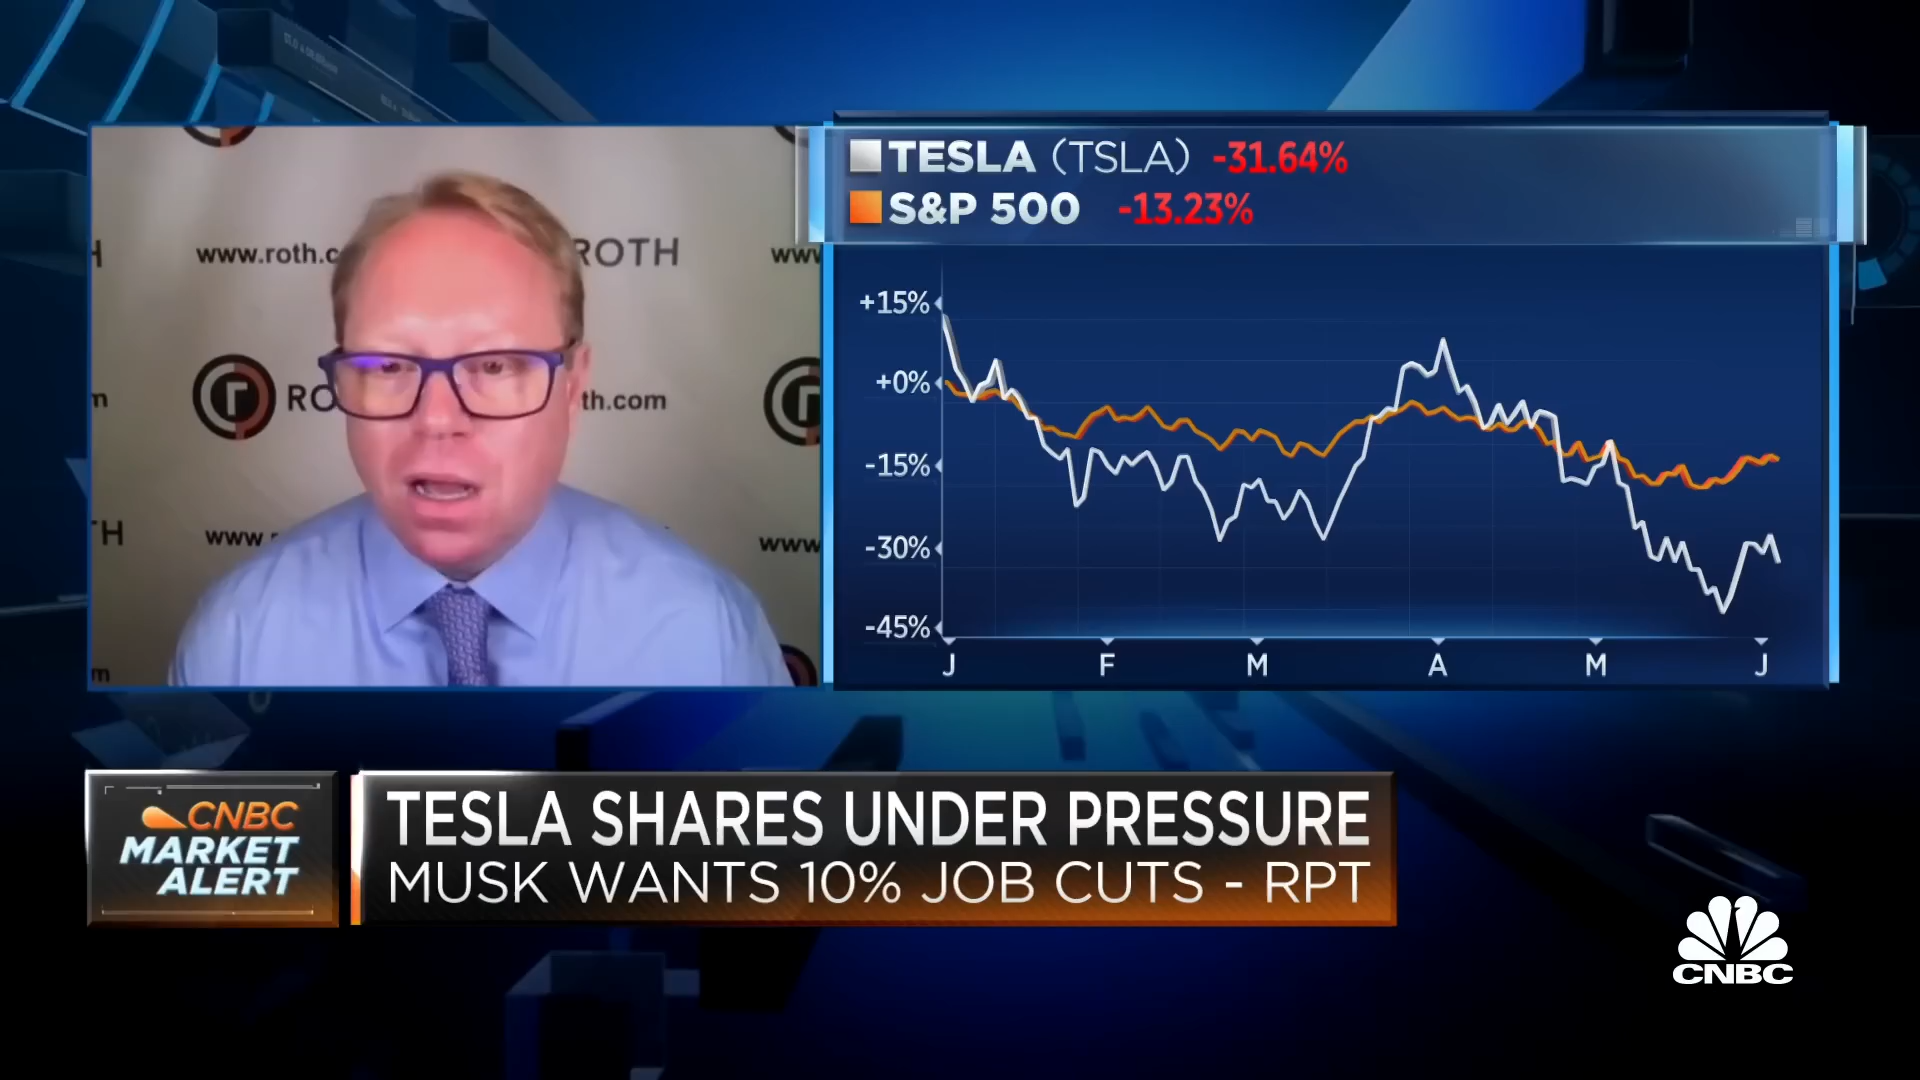 TESLA (TSLA) -31.64%
S&P 500 -13.23%
www.roth.c
ROTH
www
H
m
RO
th.com
TH
www.
www
m
+15%
+0%
-15%
-30%
-45%
J F M A M J
CNBC
MARKET
ALERT
TESLA SHARES UNDER PRESSURE
MUSK WANTS 10% JOB CUTS - RPT
CNBC